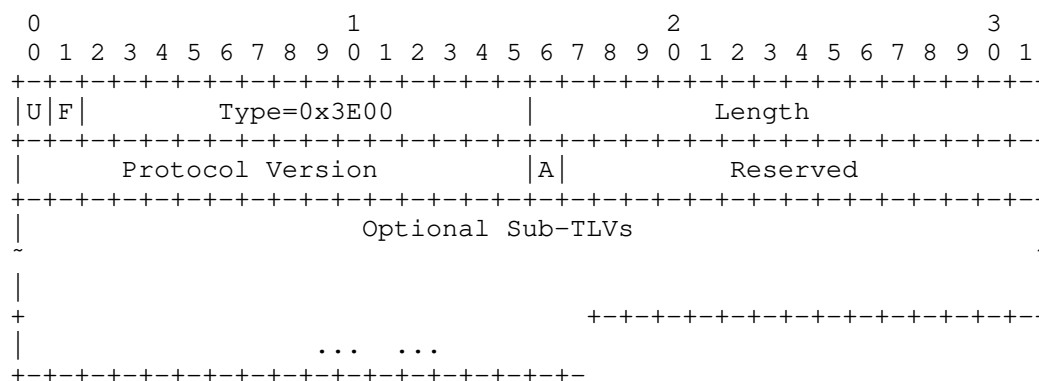 0                   1                   2                   3
 0 1 2 3 4 5 6 7 8 9 0 1 2 3 4 5 6 7 8 9 0 1 2 3 4 5 6 7 8 9 0 1
+-+-+-+-+-+-+-+-+-+-+-+-+-+-+-+-+-+-+-+-+-+-+-+-+-+-+-+-+-+-+-+-+
|U|F|        Type=0x3E00        |           Length
+-+-+-+-+-+-+-+-+-+-+-+-+-+-+-+-+-+-+-+-+-+-+-+-+-+-+-+-+-+-+-+-+
|      Protocol Version         |A|          Reserved
+-+-+-+-+-+-+-+-+-+-+-+-+-+-+-+-+-+-+-+-+-+-+-+-+-+-+-+-+-+-+-+-+
|                     Optional Sub-TLVs
~                                                               ~
|
+                                   +-+-+-+-+-+-+-+-+-+-+-+-+-+-+
|                  ...  ...
+-+-+-+-+-+-+-+-+-+-+-+-+-+-+-+-+-+-